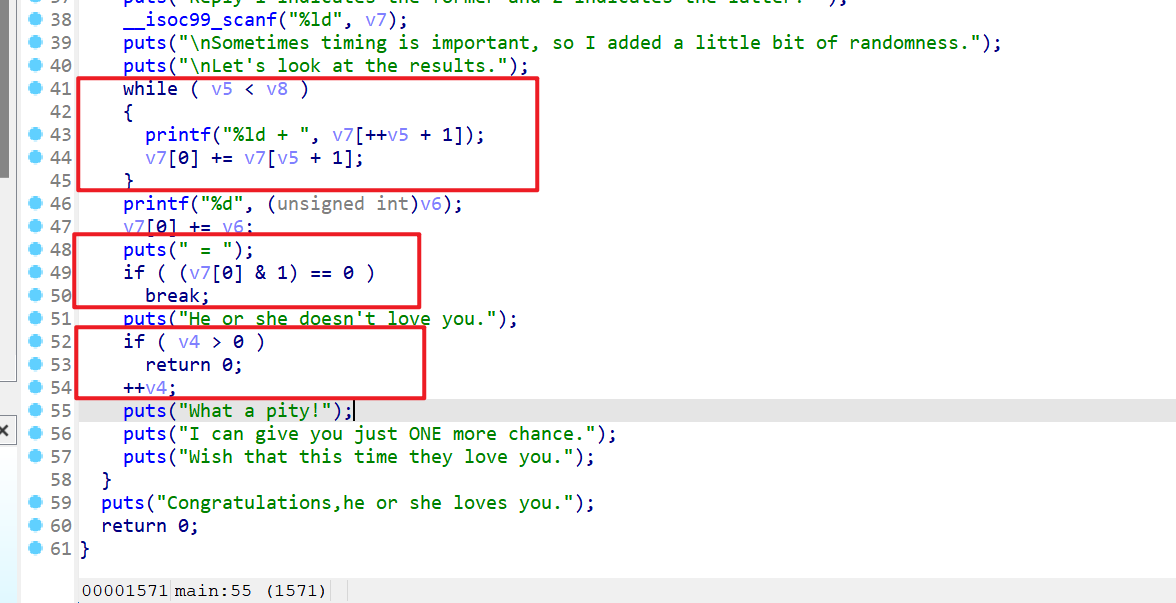 puts("Reply 1 indicates the former and 2 indicates the latter: ");
38 __isoc99_scanf("%ld", v7);
39 puts("\nSometimes timing is important, so I added a little bit of randomness.");
40 puts("\nLet's look at the results.");
41 while ( v5 < v8 )
42 {
43 printf("%ld + ", v7[++v5 + 1]);
44 v7[0] += v7[v5 + 1];
45 }
46 printf("%d", (unsigned int)v6);
47 v7[0] += v6;
48 puts(" = ");
49 if ( (v7[0] & 1) == 0 )
50 break;
51 puts("He or she doesn't love you.");
52 if ( v4 > 0 )
53 return 0;
54 ++v4;
55 puts("What a pity!");
56 puts("I can give you just ONE more chance.");
57 puts("Wish that this time they love you.");
58 }
59 puts("Congratulations,he or she loves you.");
60 return 0;
61 }
00001571 main:55 (1571)